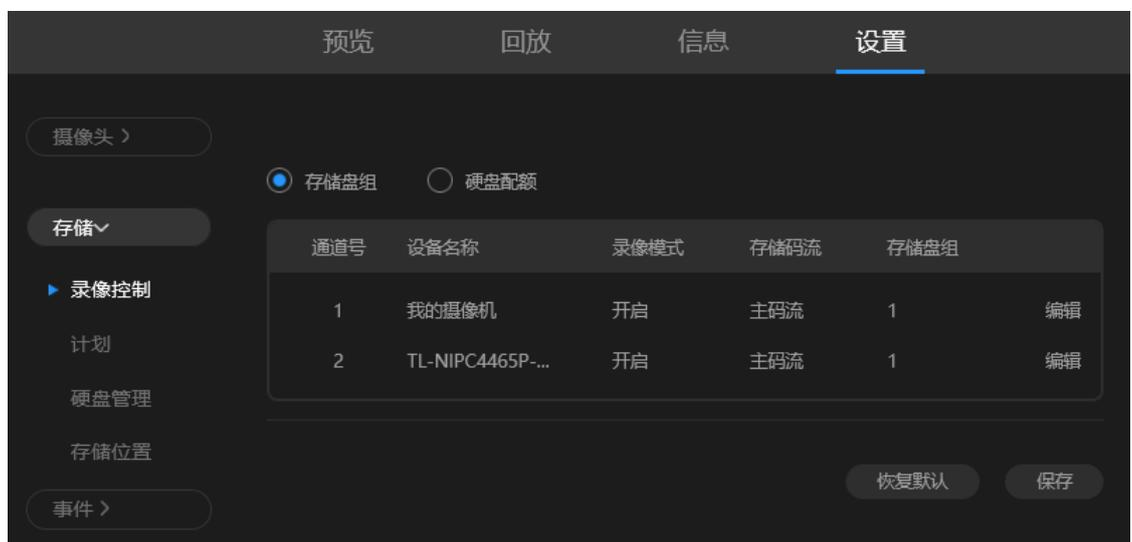 预览 回放 信息 设置
摄像头
存储盘组 硬盘配额
存储
通道号 设备名称 录像模式 存储码流 存储盘组
录像控制
1 我的摄像机 开启 主码流 1 编辑
计划
2 TL-NIPC4465P-... 开启 主码流 1 编辑
硬盘管理
存储位置
恢复默认 保存
事件